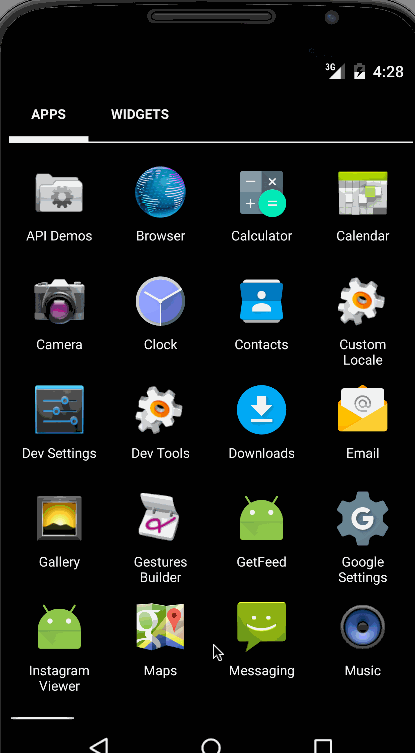 3G 4:28
APPS WIDGETS
API Demos Browser Calculator Calendar
Camera Clock Contacts Custom
Locale
Dev Settings Dev Tools Downloads Email
Gallery Gestures GetFeed Google
Builder Settings
Instagram Maps Messaging Music
Viewer